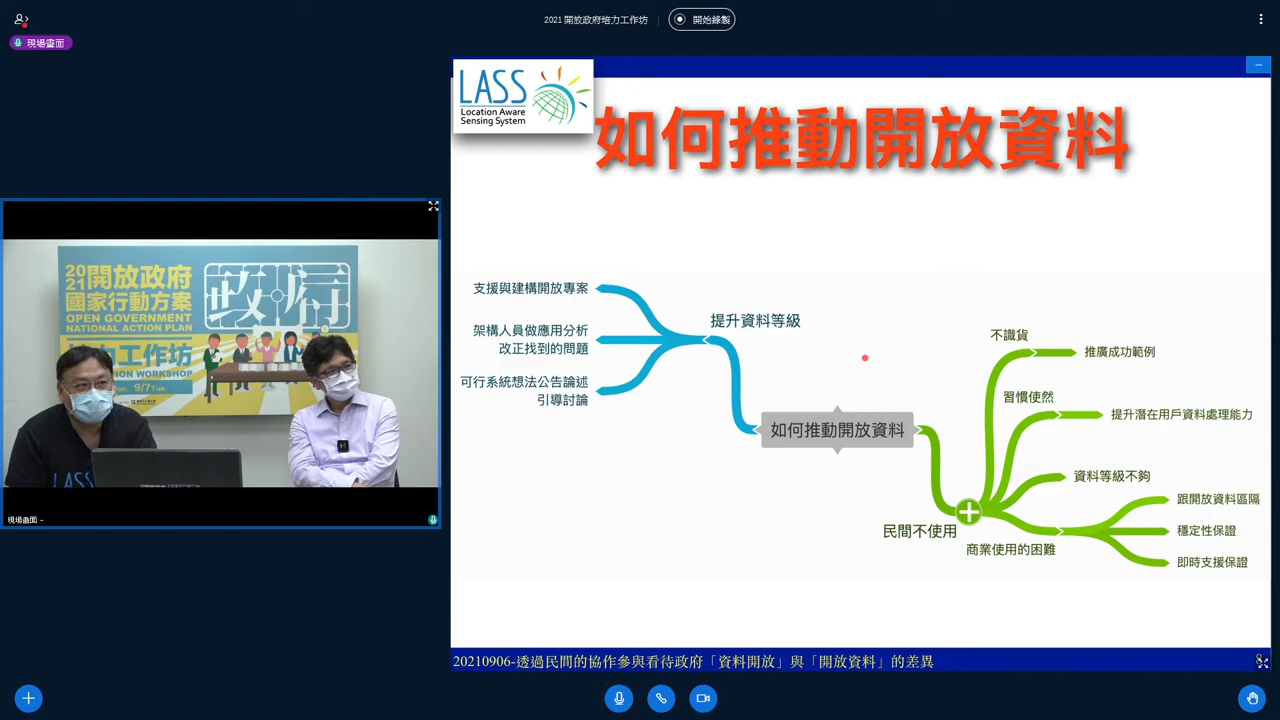 2021 開放政府培力工作坊
開始錄製
現場畫面
LASS
Location Aware
Sensing System
如何推動開放資料
支援與建構開放專案
架構人員做應用分析
改正找到的問題
可行系統想法公告論述
引導討論
提升資料等級
如何推動開放資料
民間不使用
不識貨
推廣成功範例
習慣使然
提升潛在用戶資料處理能力
資料等級不夠
商業使用的困難
跟開放資料區隔
穩定性保證
即時支援保證
20210906-透過民間的協作參與看待政府「資料開放」與「開放資料」的差異
2021開放政府
國家行動方案
OPEN GOVERNMENT
NATIONAL ACTION PLAN
力工作坊
ION WORKSHOP
9/7 Tue.
政府
LASS
現場畫面 –